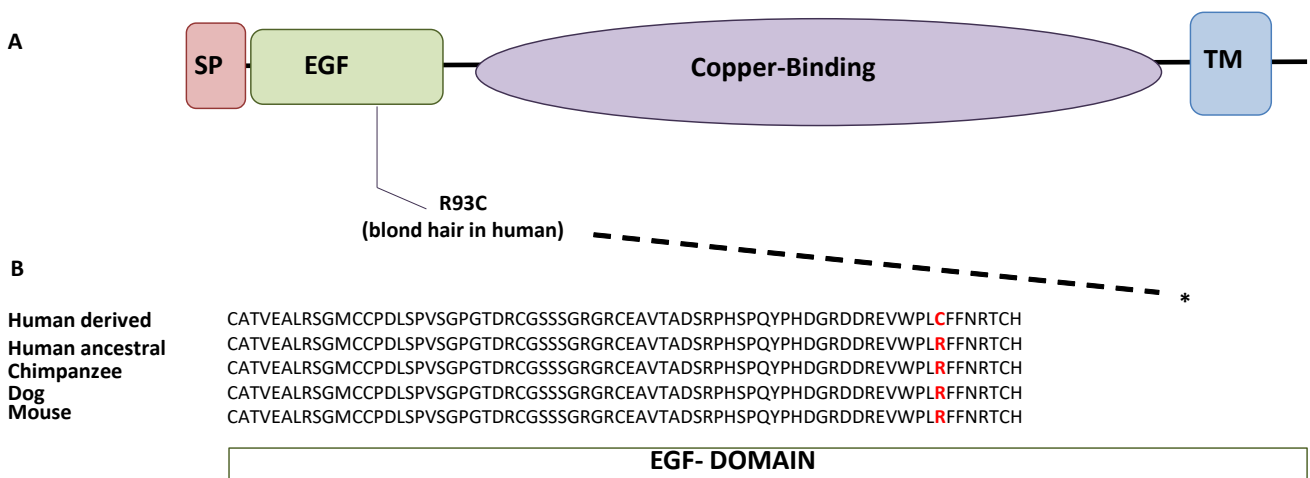 A
SP
EGF
Copper-Binding
TM
R93C
(blond hair in human)
B
*
Human derived CATVEALRSGMCCPDLSPVSGPGTDRCGSSSGRGRCEAVTADSRPHSPQYPHDGRDDREVWPLCFFNRTCH
Human ancestral CATVEALRSGMCCPDLSPVSGPGTDRCGSSSGRGRCEAVTADSRPHSPQYPHDGRDDREVWPLRFFNRTCH
Chimpanzee CATVEALRSGMCCPDLSPVSGPGTDRCGSSSGRGRCEAVTADSRPHSPQYPHDGRDDREVWPLRFFNRTCH
Dog CATVEALRSGMCCPDLSPVSGPGTDRCGSSSGRGRCEAVTADSRPHSPQYPHDGRDDREVWPLRFFNRTCH
Mouse CATVEALRSGMCCPDLSPVSGPGTDRCGSSSGRGRCEAVTADSRPHSPQYPHDGRDDREVWPLRFFNRTCH
EGF- DOMAIN